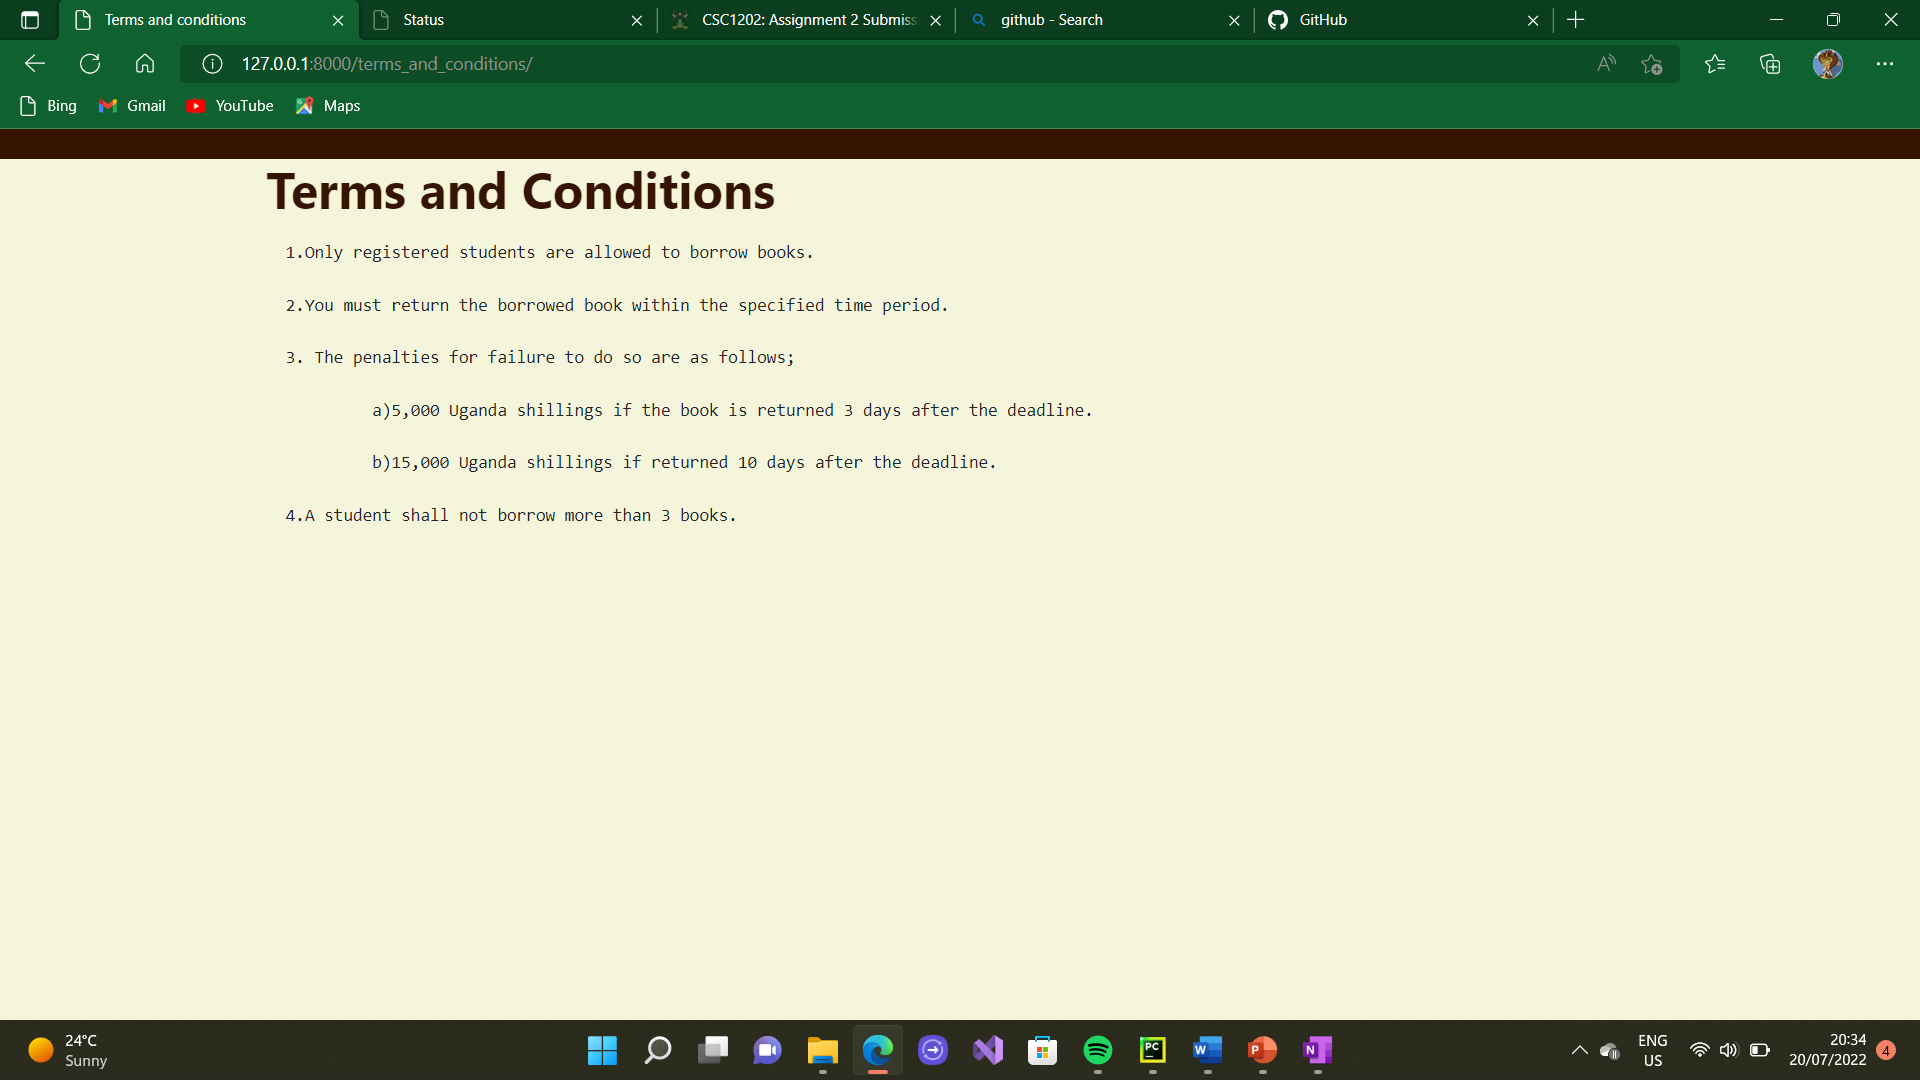 Terms and conditions
Status
CSC1202: Assignment 2 Submiss
github - Search
GitHub
127.0.0.1:8000/terms_and_conditions/
Bing
Gmail
YouTube
Maps
Terms and Conditions
1.Only registered students are allowed to borrow books.
2.You must return the borrowed book within the specified time period.
3. The penalties for failure to do so are as follows;
a)5,000 Uganda shillings if the book is returned 3 days after the deadline.
b)15,000 Uganda shillings if returned 10 days after the deadline.
4.A student shall not borrow more than 3 books.
24°C
Sunny
ENG
US
20:34
20/07/2022
4